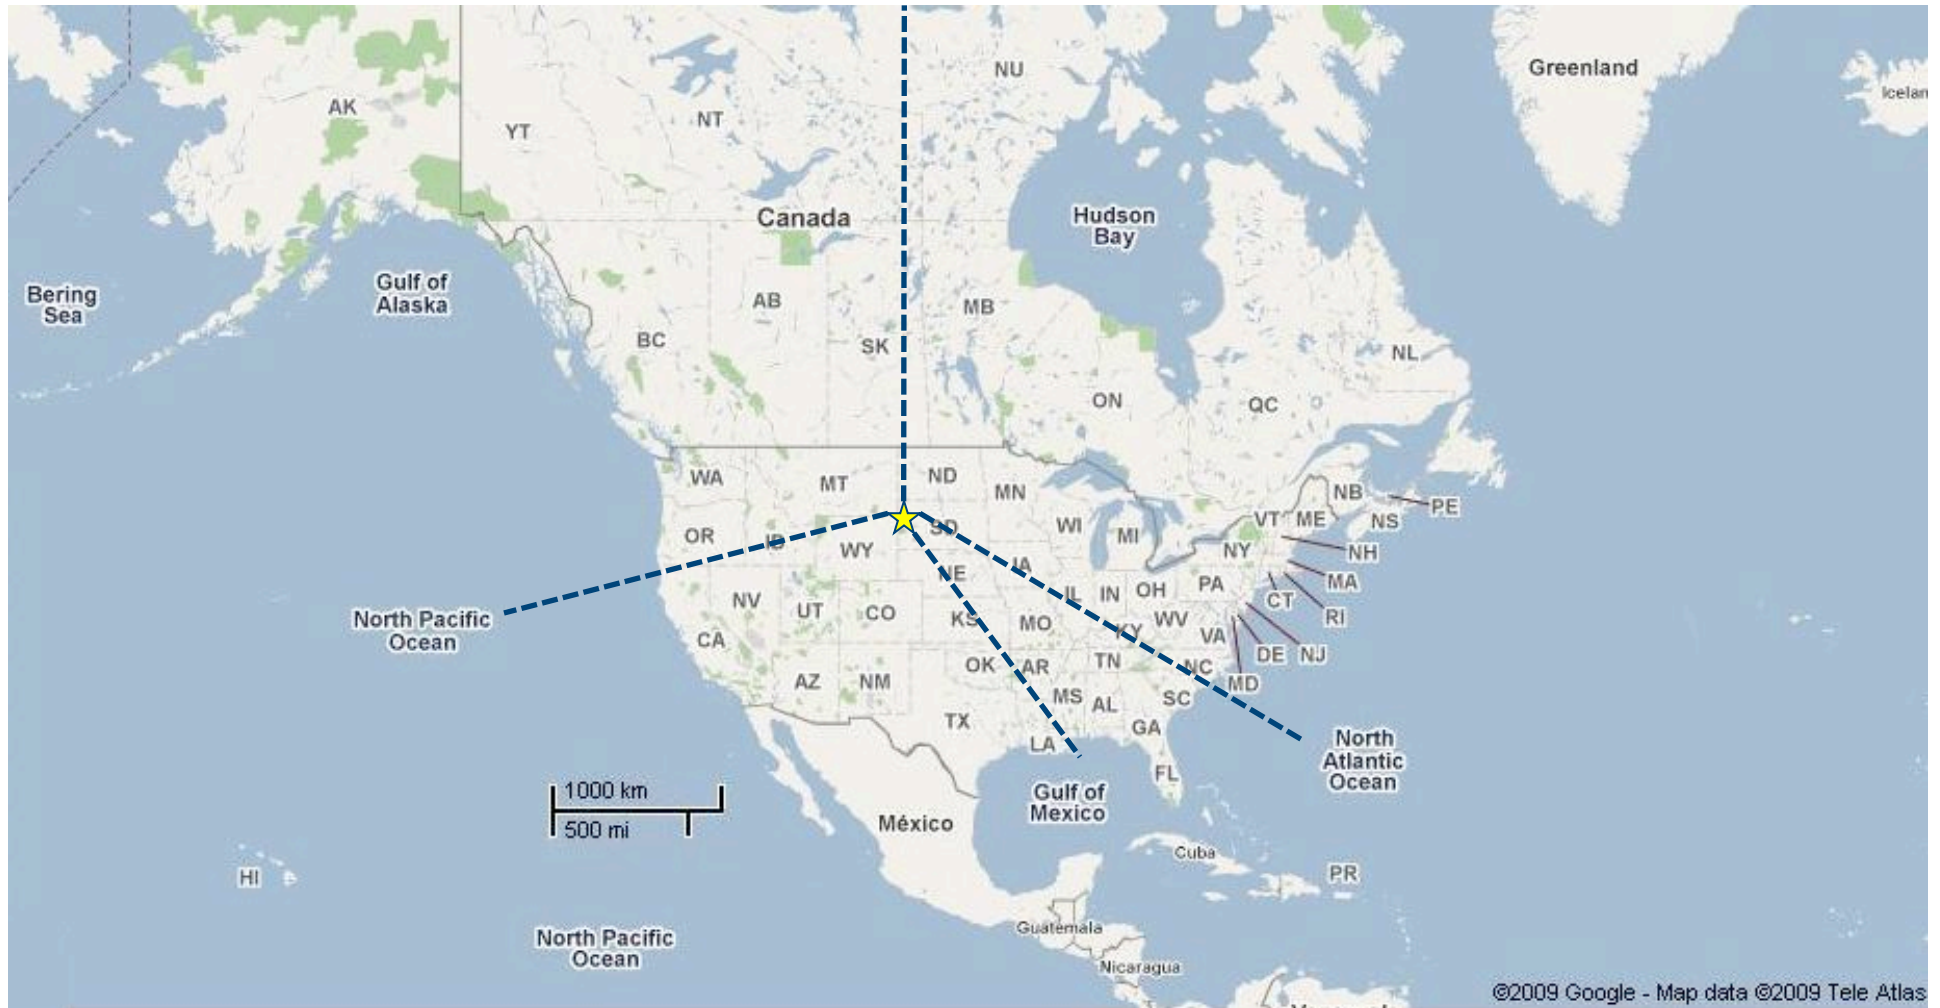 NU
Greenland
Icelan
AK
NT
YT
Canada
Hudson
Bay
Gulf of
Alaska
Bering
Sea
AB
MB
BC
SK
NL
ON
QC
WA
MT
ND
MN
NB
PE
NS
VT
ME
OR
ID
WY
SD
WI
MI
NY
NH
NE
IA
MA
PA
OH
IN
IL
CT
RI
NV
UT
CO
KS
MO
KY
WV
VA
DE
NJ
North Pacific
Ocean
CA
OK
AR
TN
NC
MD
AZ
NM
MS
AL
SC
TX
GA
LA
FL
North
Atlantic
Ocean
1000 km
500 mi
Gulf of
Mexico
México
Cuba
PR
HI
Guatemala
North Pacific
Ocean
Nicaragua
©2009 Google - Map data ©2009 Tele Atlas